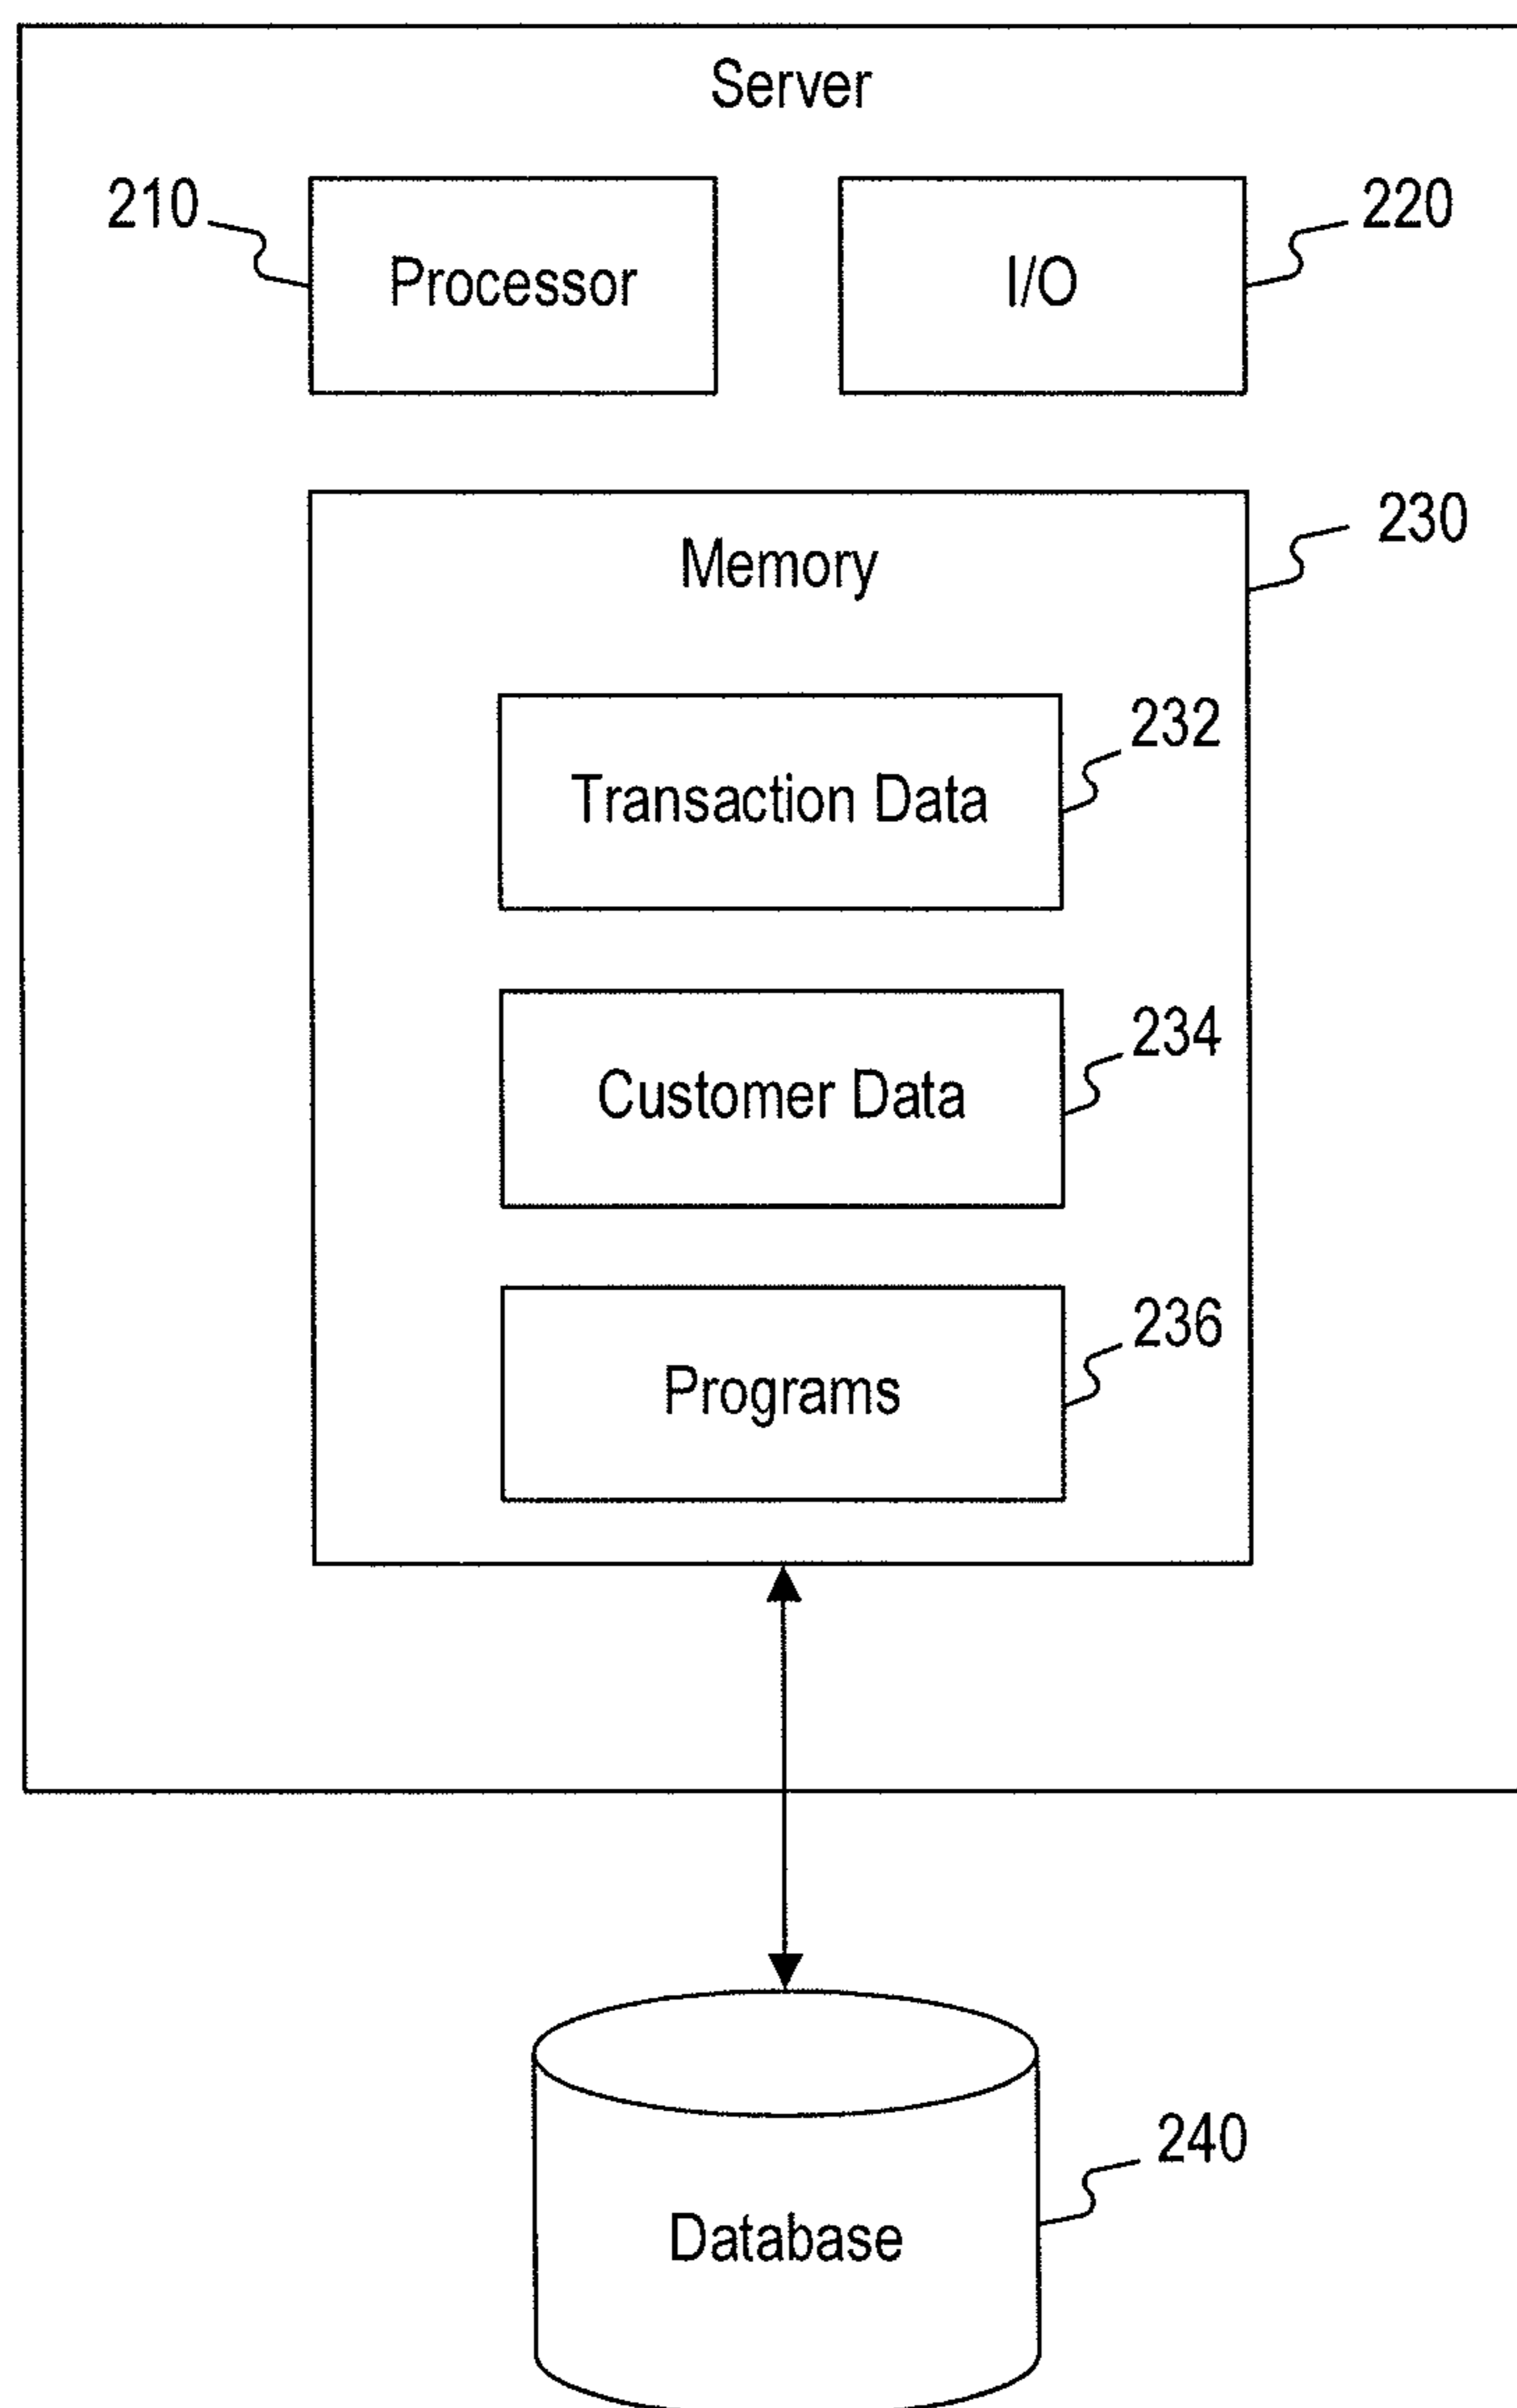 Server
210
Processor
I/O
220
Memory
230
Transaction Data
232
Customer Data
234
Programs
236
Database
240